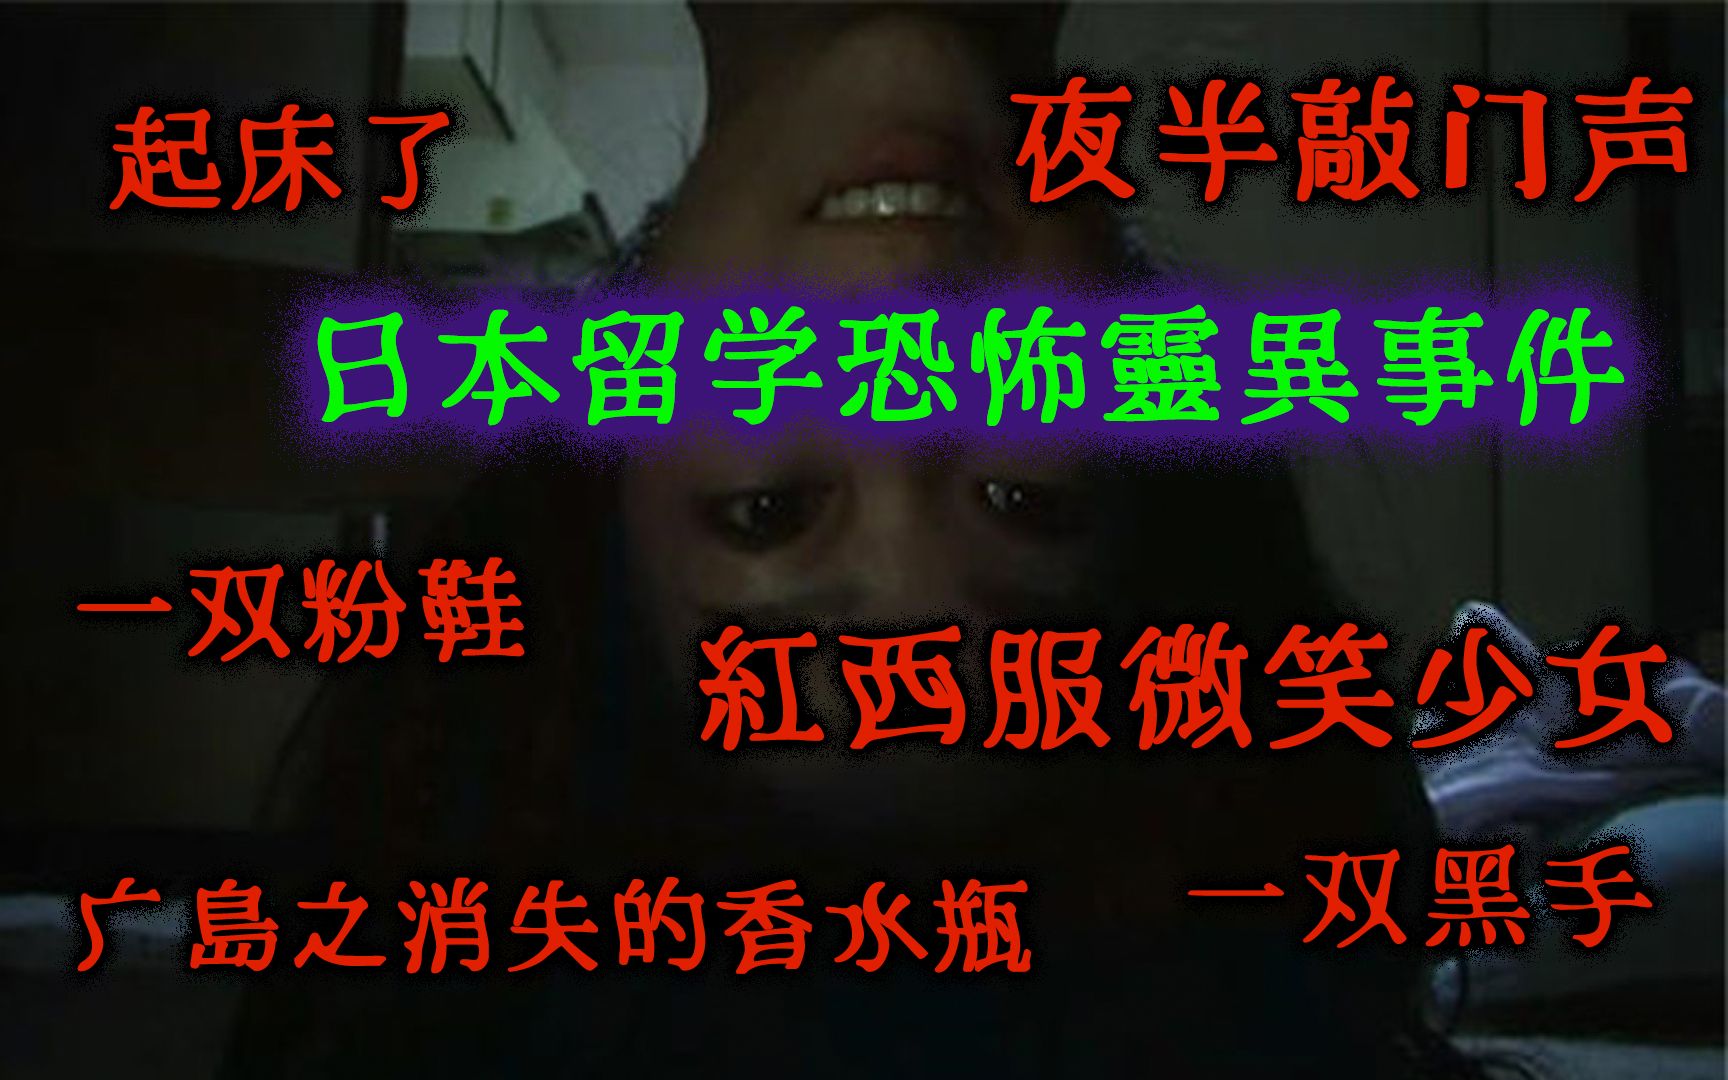 起床了
夜半敲门声
日本留学恐怖靈異事件
一双粉鞋
紅西服微笑少女
广島之消失的香水瓶
一双黑手